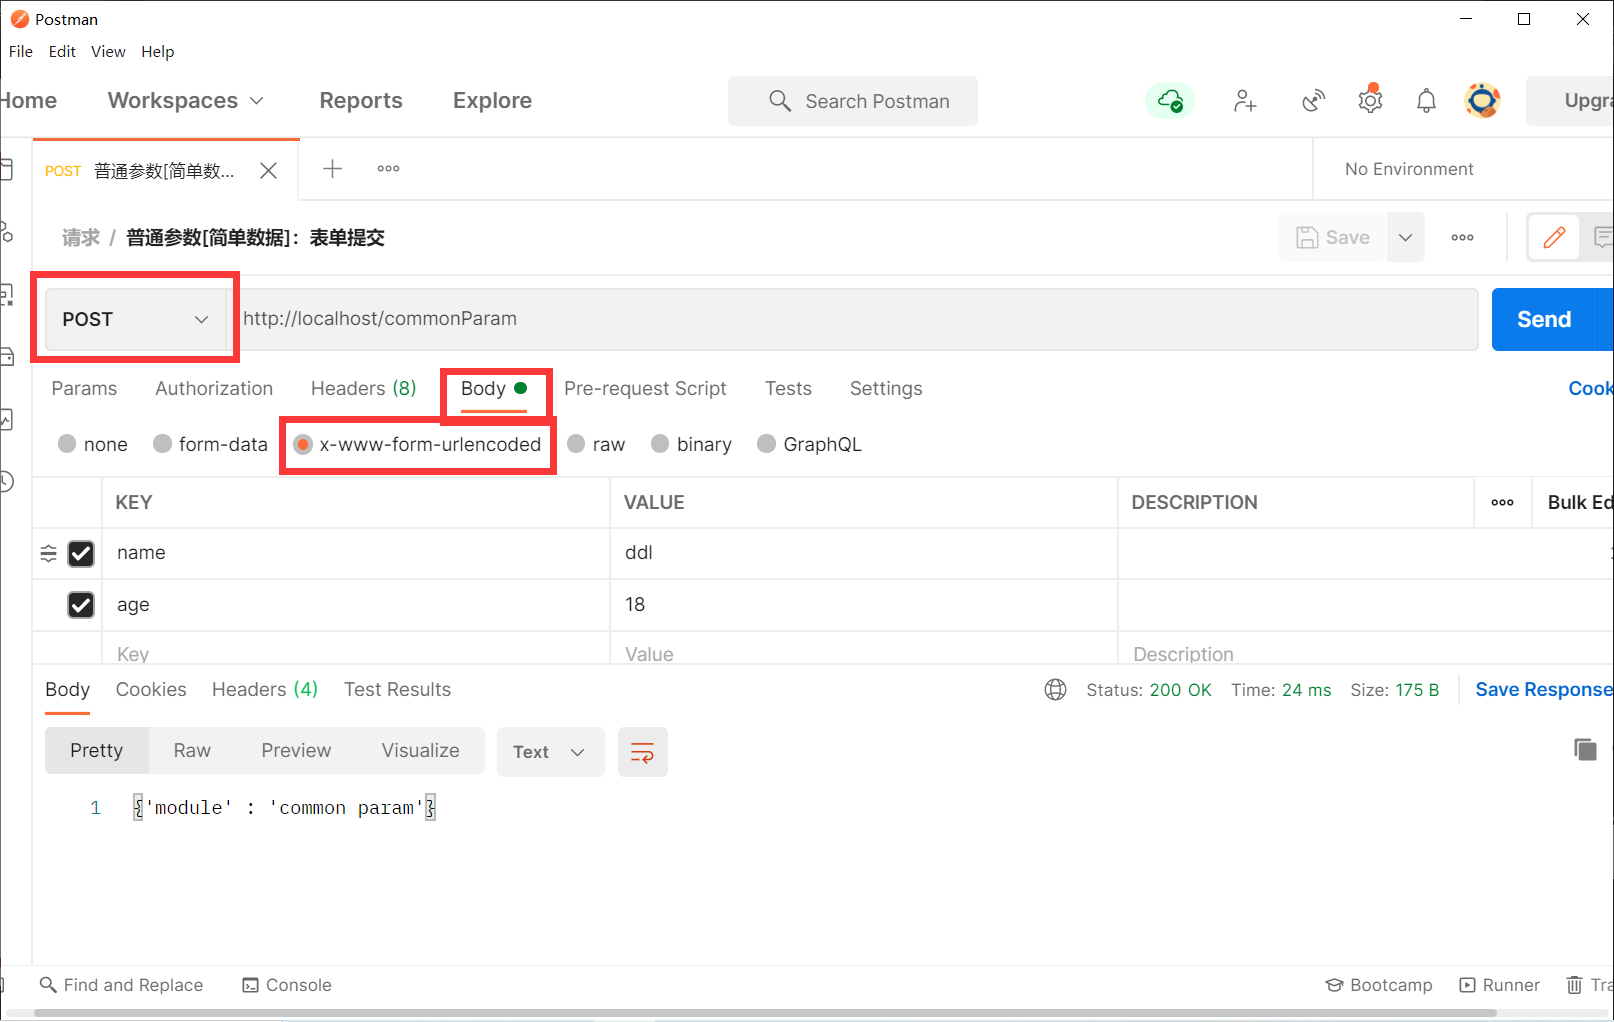 Postman
File Edit View Help
Home Workspaces Reports Explore Search Postman Upgra
POST 普通参数[简单数... No Environment
请求 / 普通参数[简单数据]：表单提交 Save
POST http://localhost/commonParam Send
Params Authorization Headers (8) Body Pre-request Script Tests Settings Cook
none form-data x-www-form-urlencoded raw binary GraphQL
KEY VALUE DESCRIPTION Bulk Ed
name ddl
age 18
Key Value Description
Body Cookies Headers (4) Test Results Status: 200 OK Time: 24 ms Size: 175 B Save Response
Pretty Raw Preview Visualize Text
1 {'module' : 'common param'}
Find and Replace Console Bootcamp Runner Tra